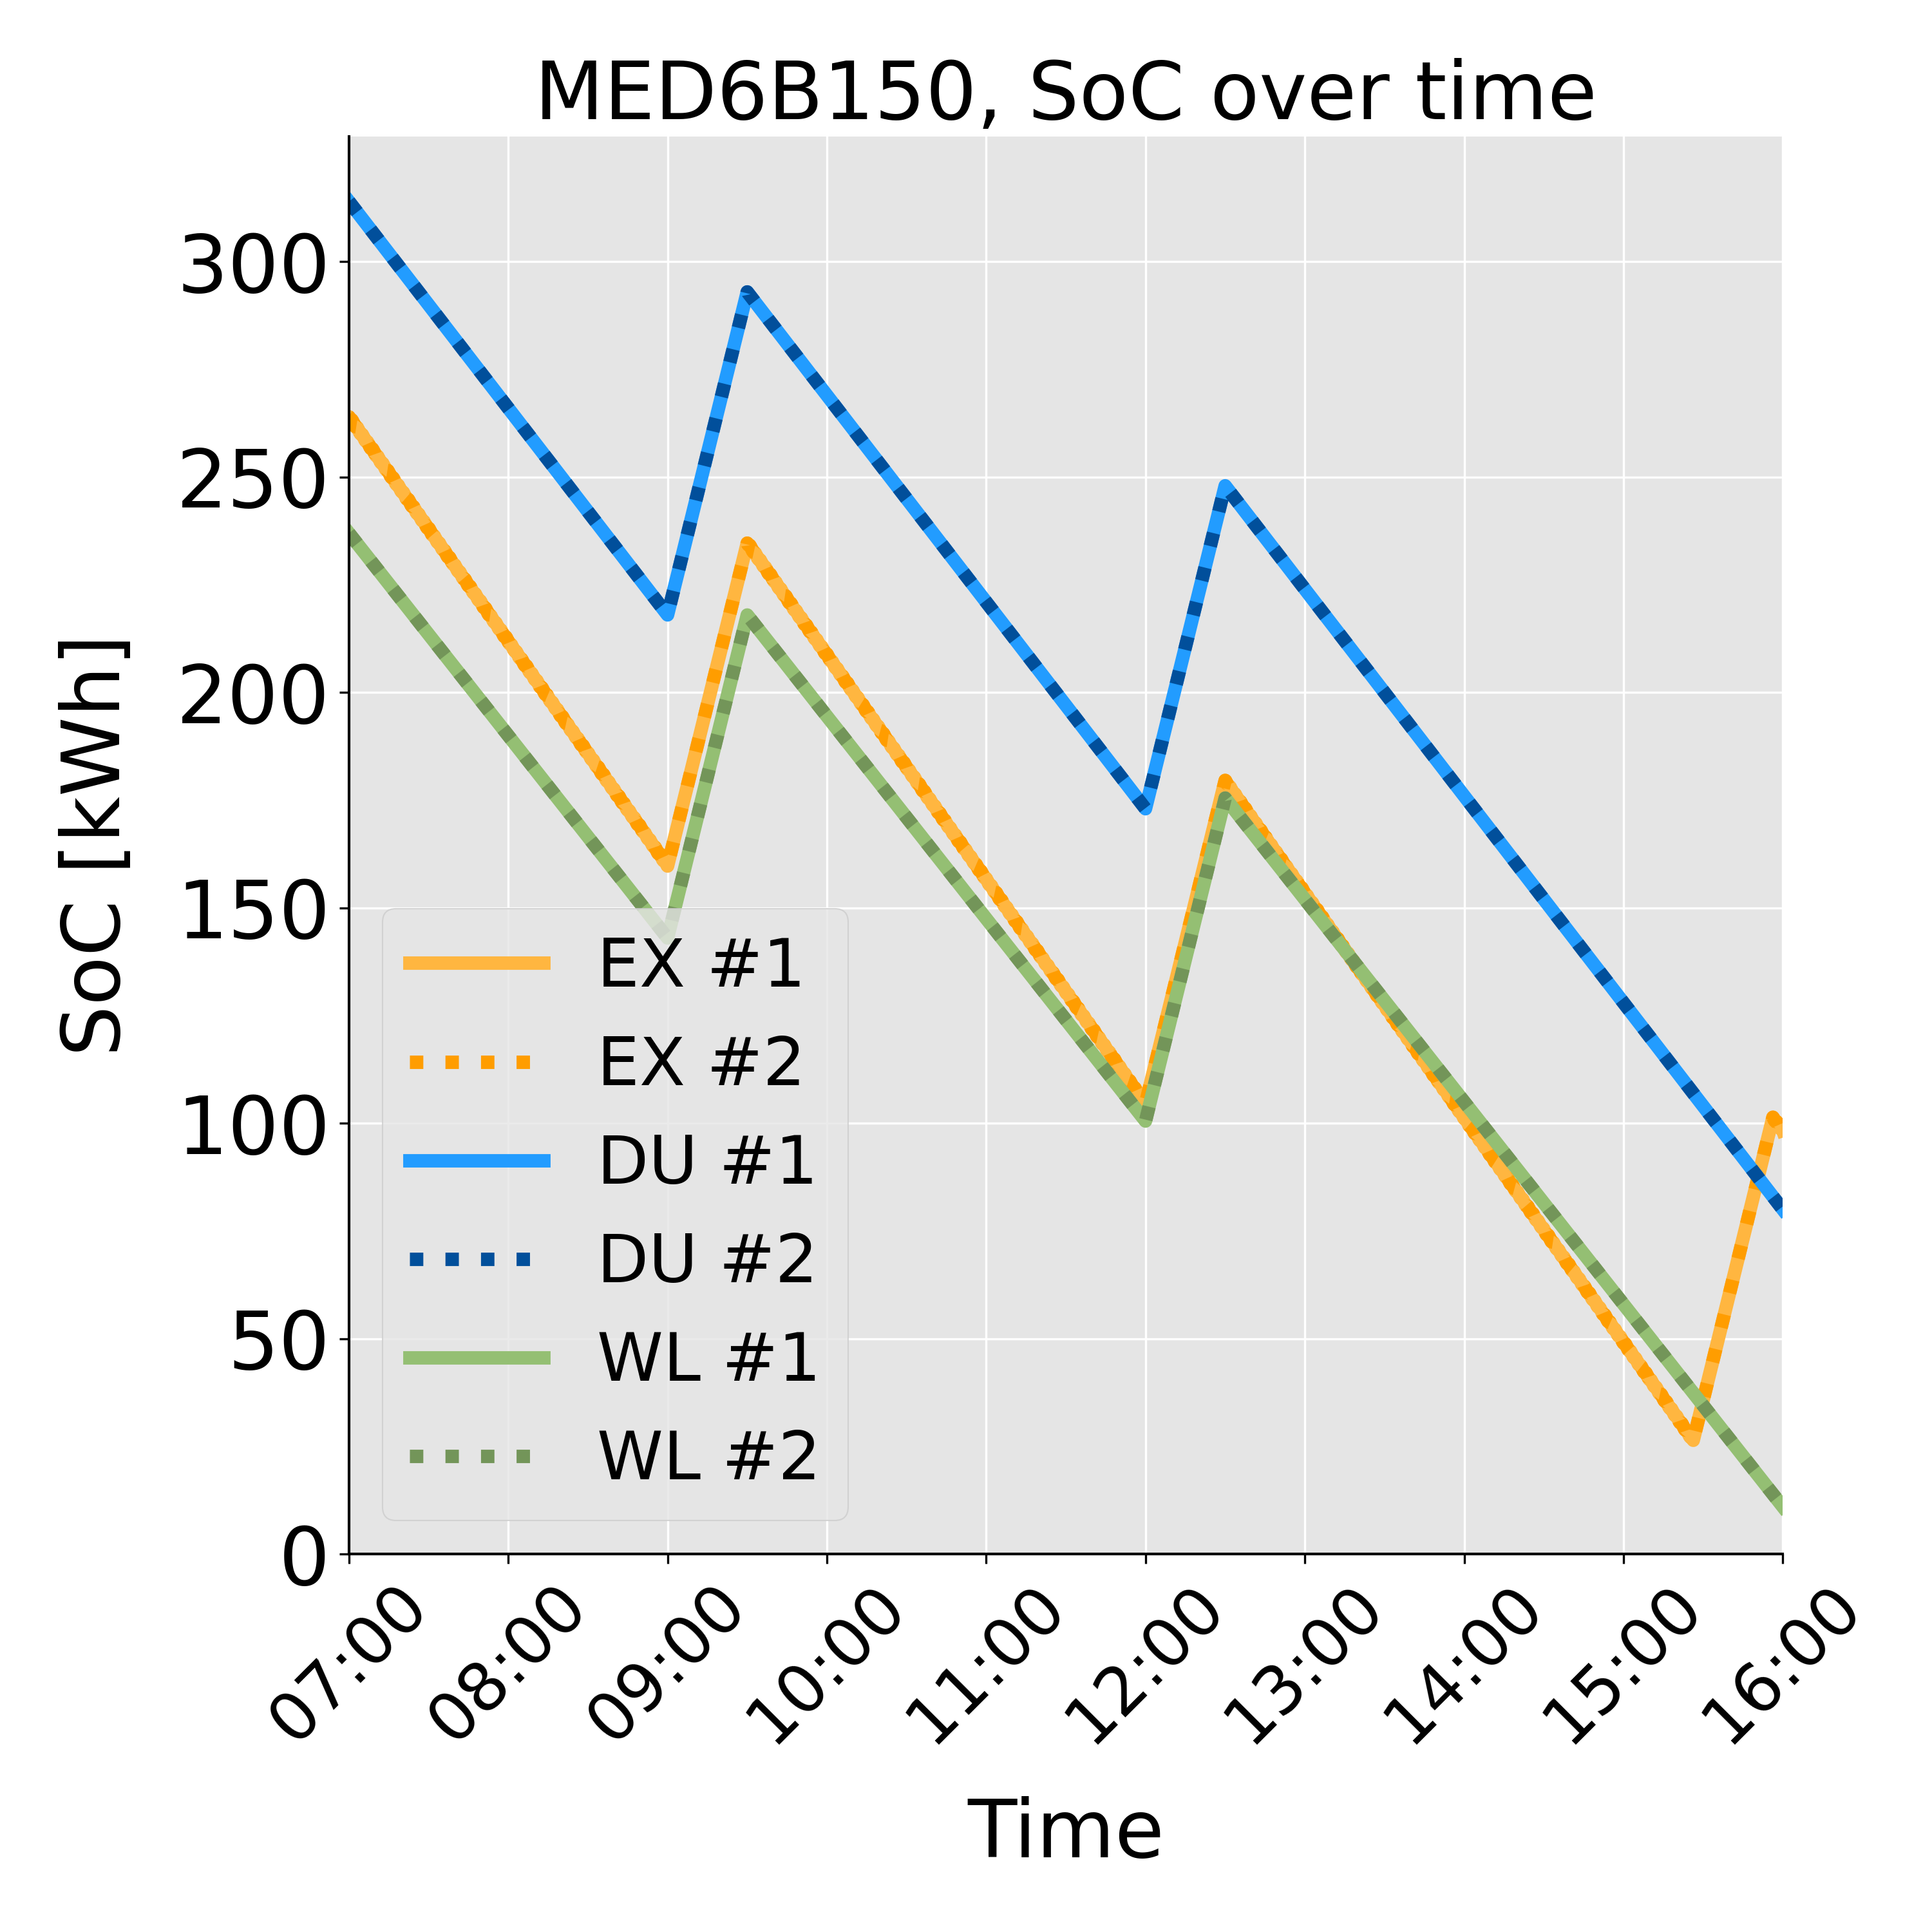 MED6B150, SoC over time
SoC [kWh]
300
250
200
150
100
50
0
EX #1
EX #2
DU #1
DU #2
WL #1
WL #2
07:00 08:00 09:00 10:00 11:00 12:00 13:00 14:00 15:00 16:00
Time